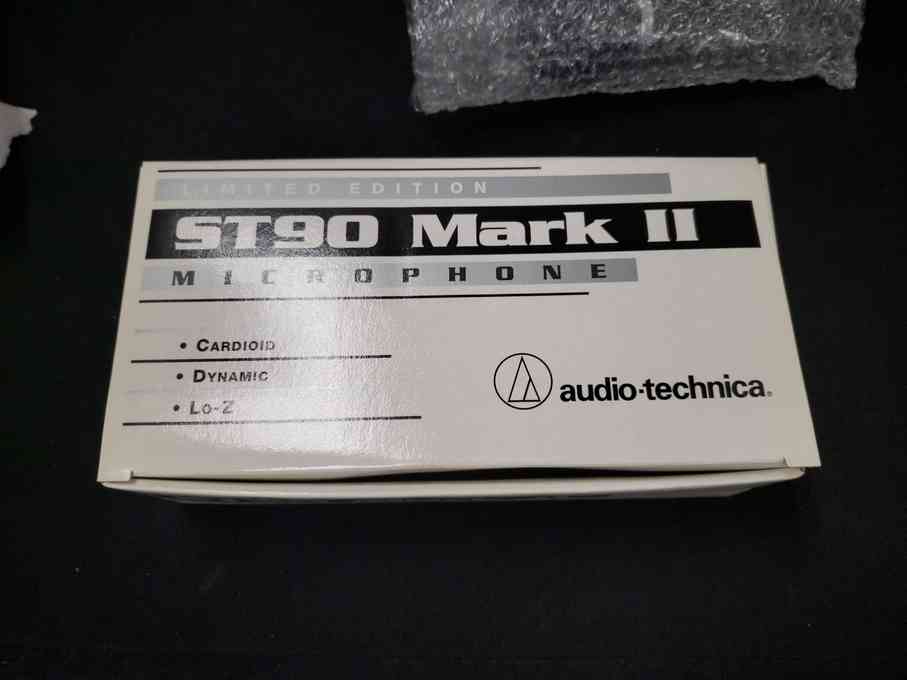 LIMITED EDITION
ST90 Mark II
MICROPHONE
• CARDIOID
• DYNAMIC
• LO-Z
audio-technica®